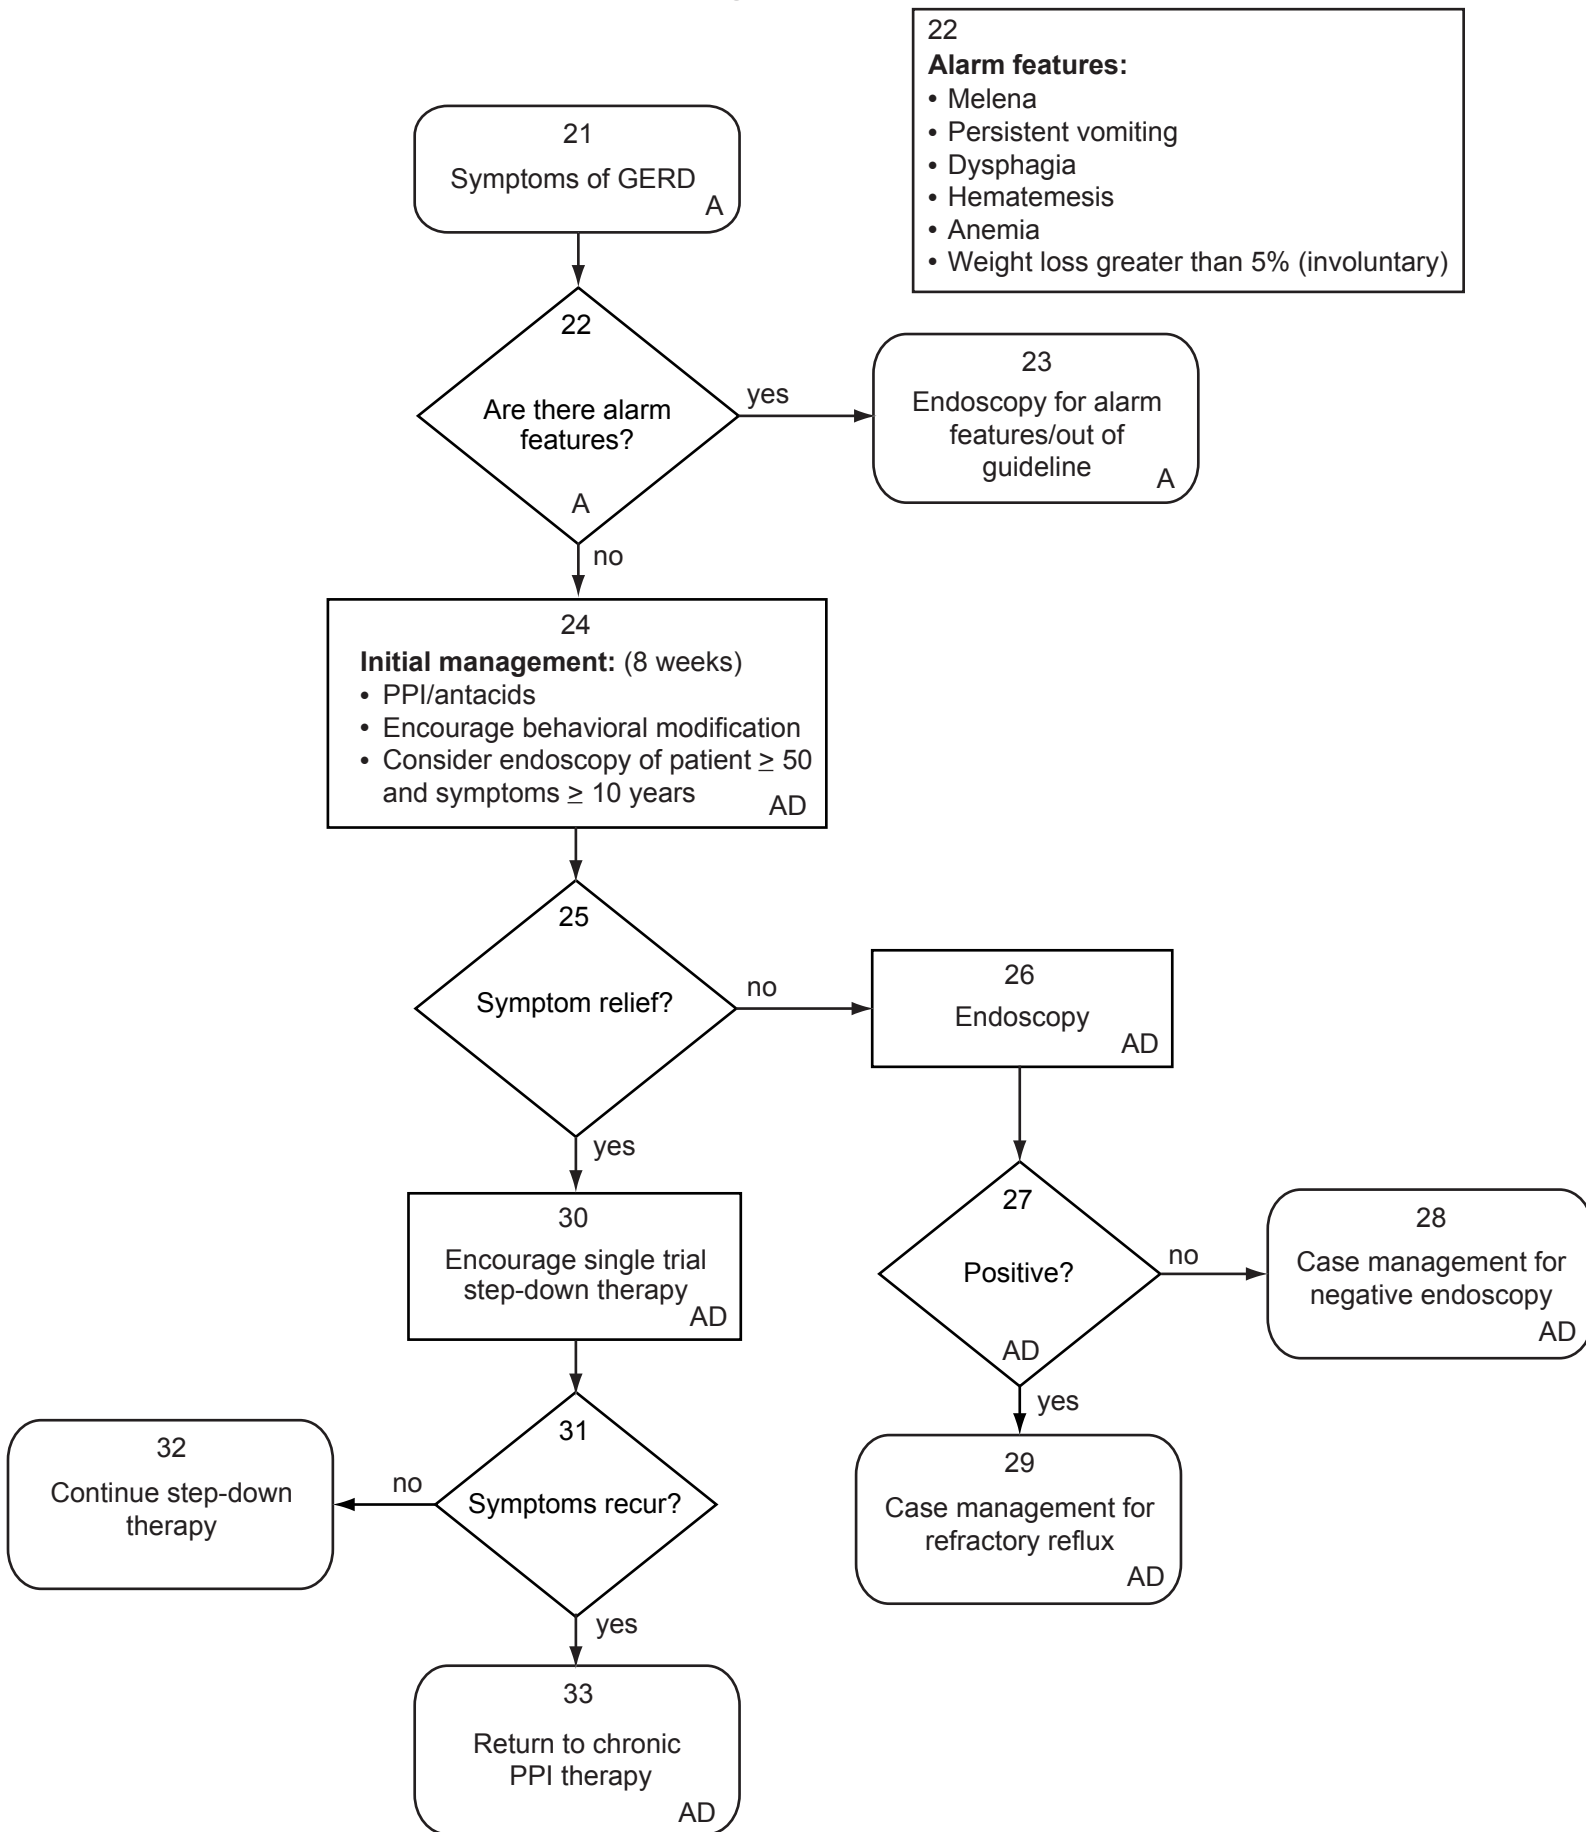 22
Alarm features:
• Melena
• Persistent vomiting
• Dysphagia
• Hematemesis
• Anemia
• Weight loss greater than 5% (involuntary)
21
Symptoms of GERD
A
22
Are there alarm
features?
A
yes
23
Endoscopy for alarm
features/out of
guideline
A
no
24
Initial management: (8 weeks)
• PPI/antacids
• Encourage behavioral modification
• Consider endoscopy of patient ≥ 50
and symptoms ≥ 10 years
AD
25
Symptom relief?
no
26
Endoscopy
AD
yes
27
Positive?
AD
no
28
Case management for
negative endoscopy
AD
yes
29
Case management for
refractory reflux
AD
30
Encourage single trial
step-down therapy
AD
31
Symptoms recur?
no
32
Continue step-down
therapy
yes
33
Return to chronic
PPI therapy
AD